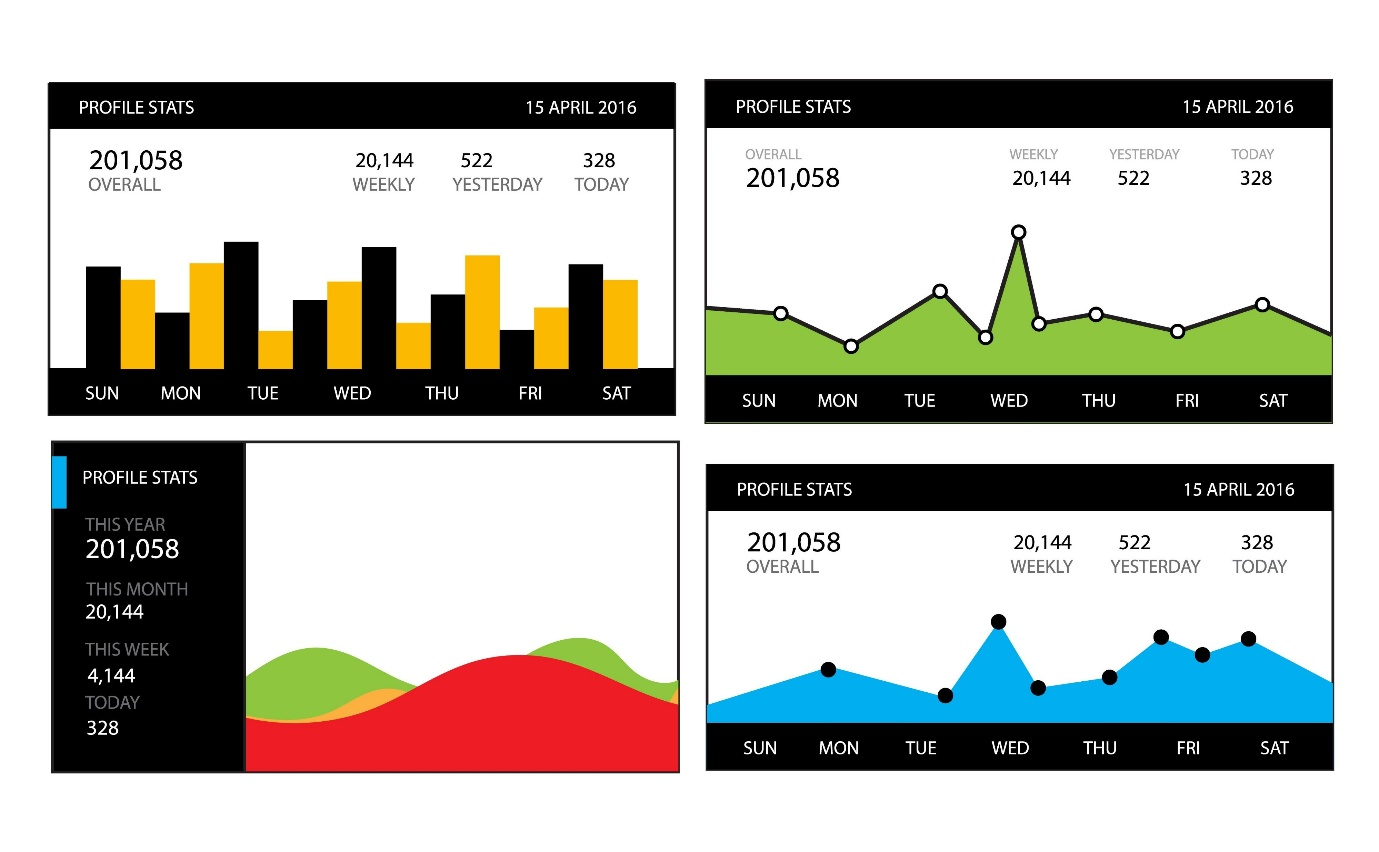 PROFILE STATS 15 APRIL 2016
201,058 20,144 522 328
OVERALL WEEKLY YESTERDAY TODAY
SUN MON TUE WED THU FRI SAT
PROFILE STATS 15 APRIL 2016
OVERALL WEEKLY YESTERDAY TODAY
201,058 20,144 522 328
SUN MON TUE WED THU FRI SAT
PROFILE STATS
THIS YEAR
201,058
THIS MONTH
20,144
THIS WEEK
4,144
TODAY
328
PROFILE STATS 15 APRIL 2016
201,058 20,144 522 328
OVERALL WEEKLY YESTERDAY TODAY
SUN MON TUE WED THU FRI SAT